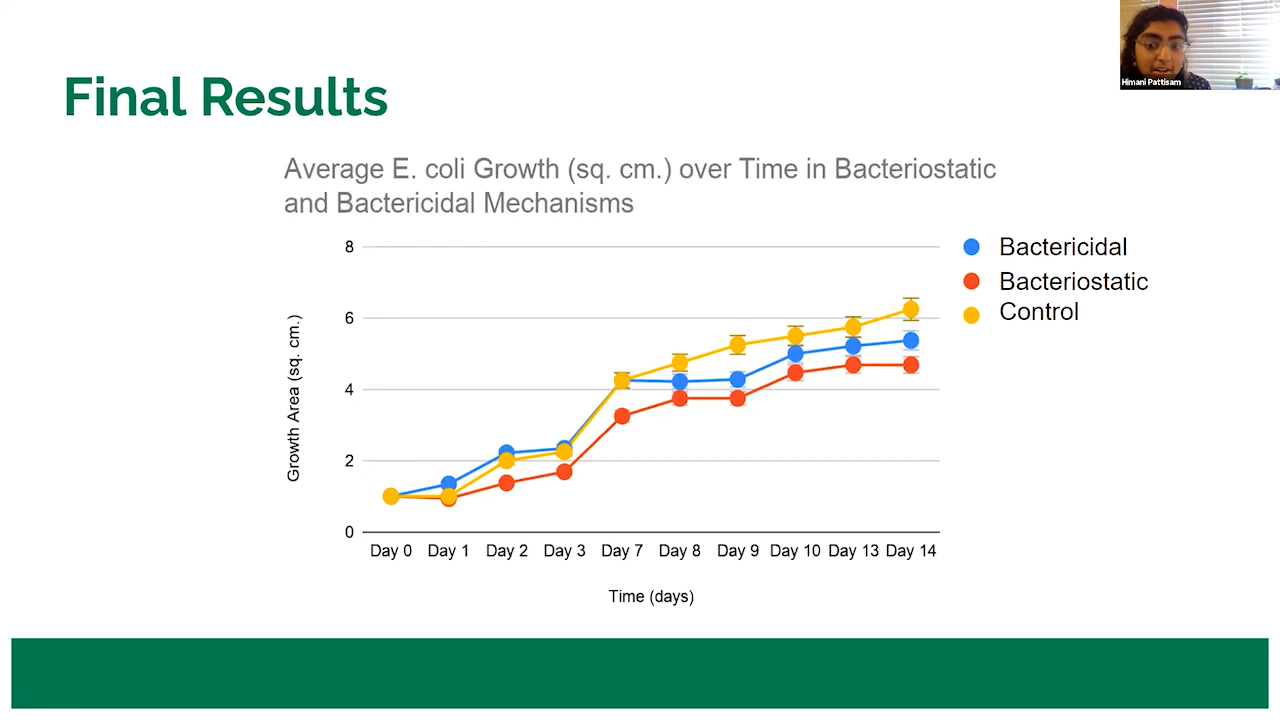 Final Results
Himani Pattisam
Average E. coli Growth (sq. cm.) over Time in Bacteriostatic
and Bactericidal Mechanisms
Bactericidal
Bacteriostatic
Control
Growth Area (sq. cm.)
8
6
4
2
0
Day 0 Day 1 Day 2 Day 3 Day 7 Day 8 Day 9 Day 10 Day 13 Day 14
Time (days)